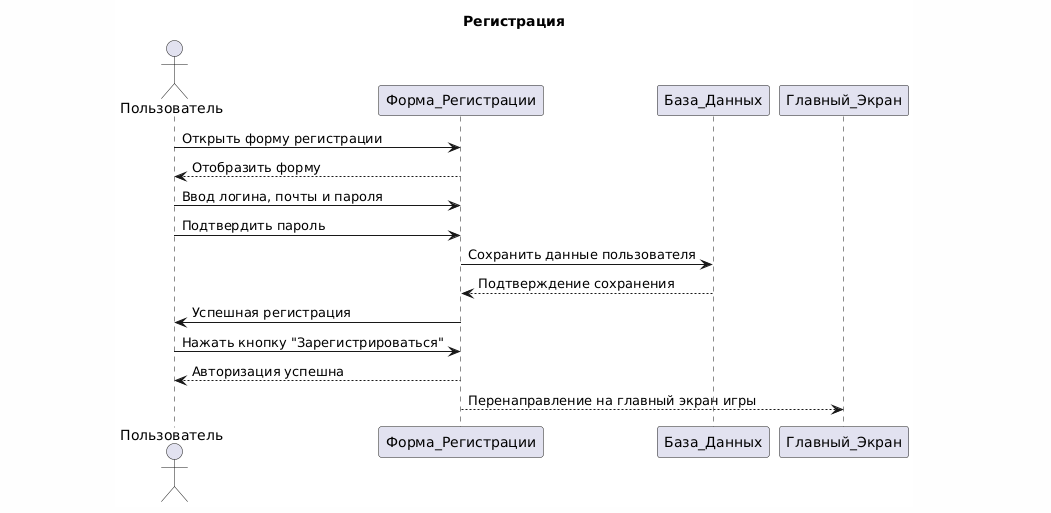 Регистрация
Пользователь
Форма_Регистрации
База_Данных
Главный_Экран
Открыть форму регистрации
Отобразить форму
Ввод логина, почты и пароля
Подтвердить пароль
Сохранить данные пользователя
Подтверждение сохранения
Успешная регистрация
Нажать кнопку "Зарегистрироваться"
Авторизация успешна
Перенаправление на главный экран игры
Пользователь
Форма_Регистрации
База_Данных
Главный_Экран